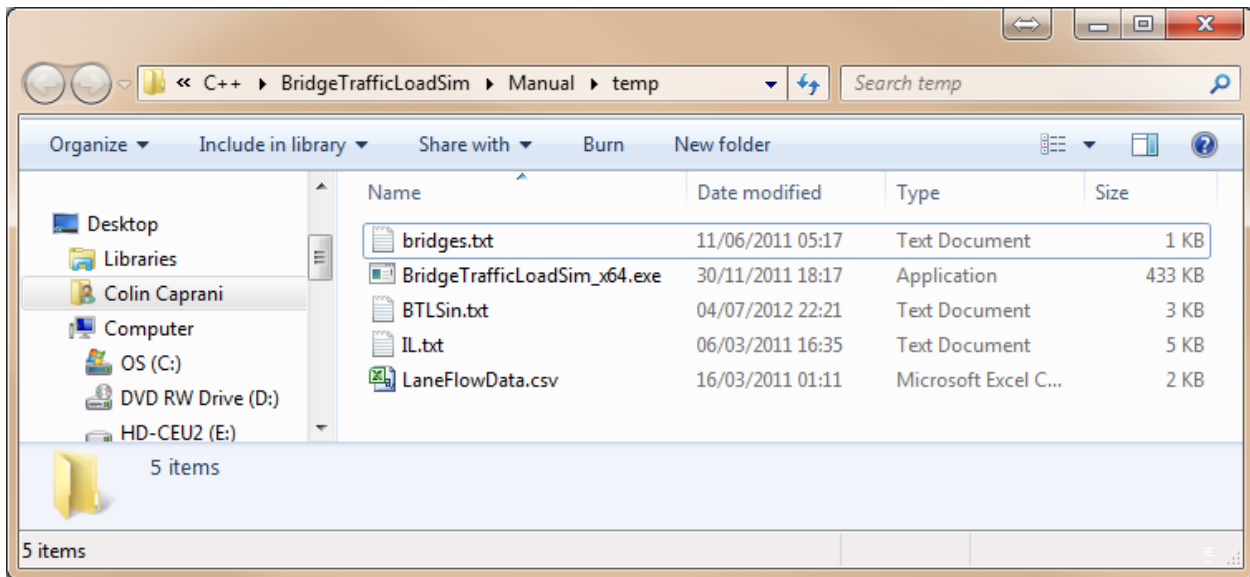 « C++ ▸ BridgeTrafficLoadSim ▸ Manual ▸ temp Search temp
Organize Include in library Share with Burn New folder
Name Date modified Type Size
Desktop
Libraries
Colin Caprani
Computer
OS (C:)
DVD RW Drive (D:)
HD-CEU2 (E:)
bridges.txt 11/06/2011 05:17 Text Document 1 KB
BridgeTrafficLoadSim_x64.exe 30/11/2011 18:17 Application 433 KB
BTLSin.txt 04/07/2012 22:21 Text Document 3 KB
IL.txt 06/03/2011 16:35 Text Document 5 KB
LaneFlowData.csv 16/03/2011 01:11 Microsoft Excel C... 2 KB
5 items
5 items